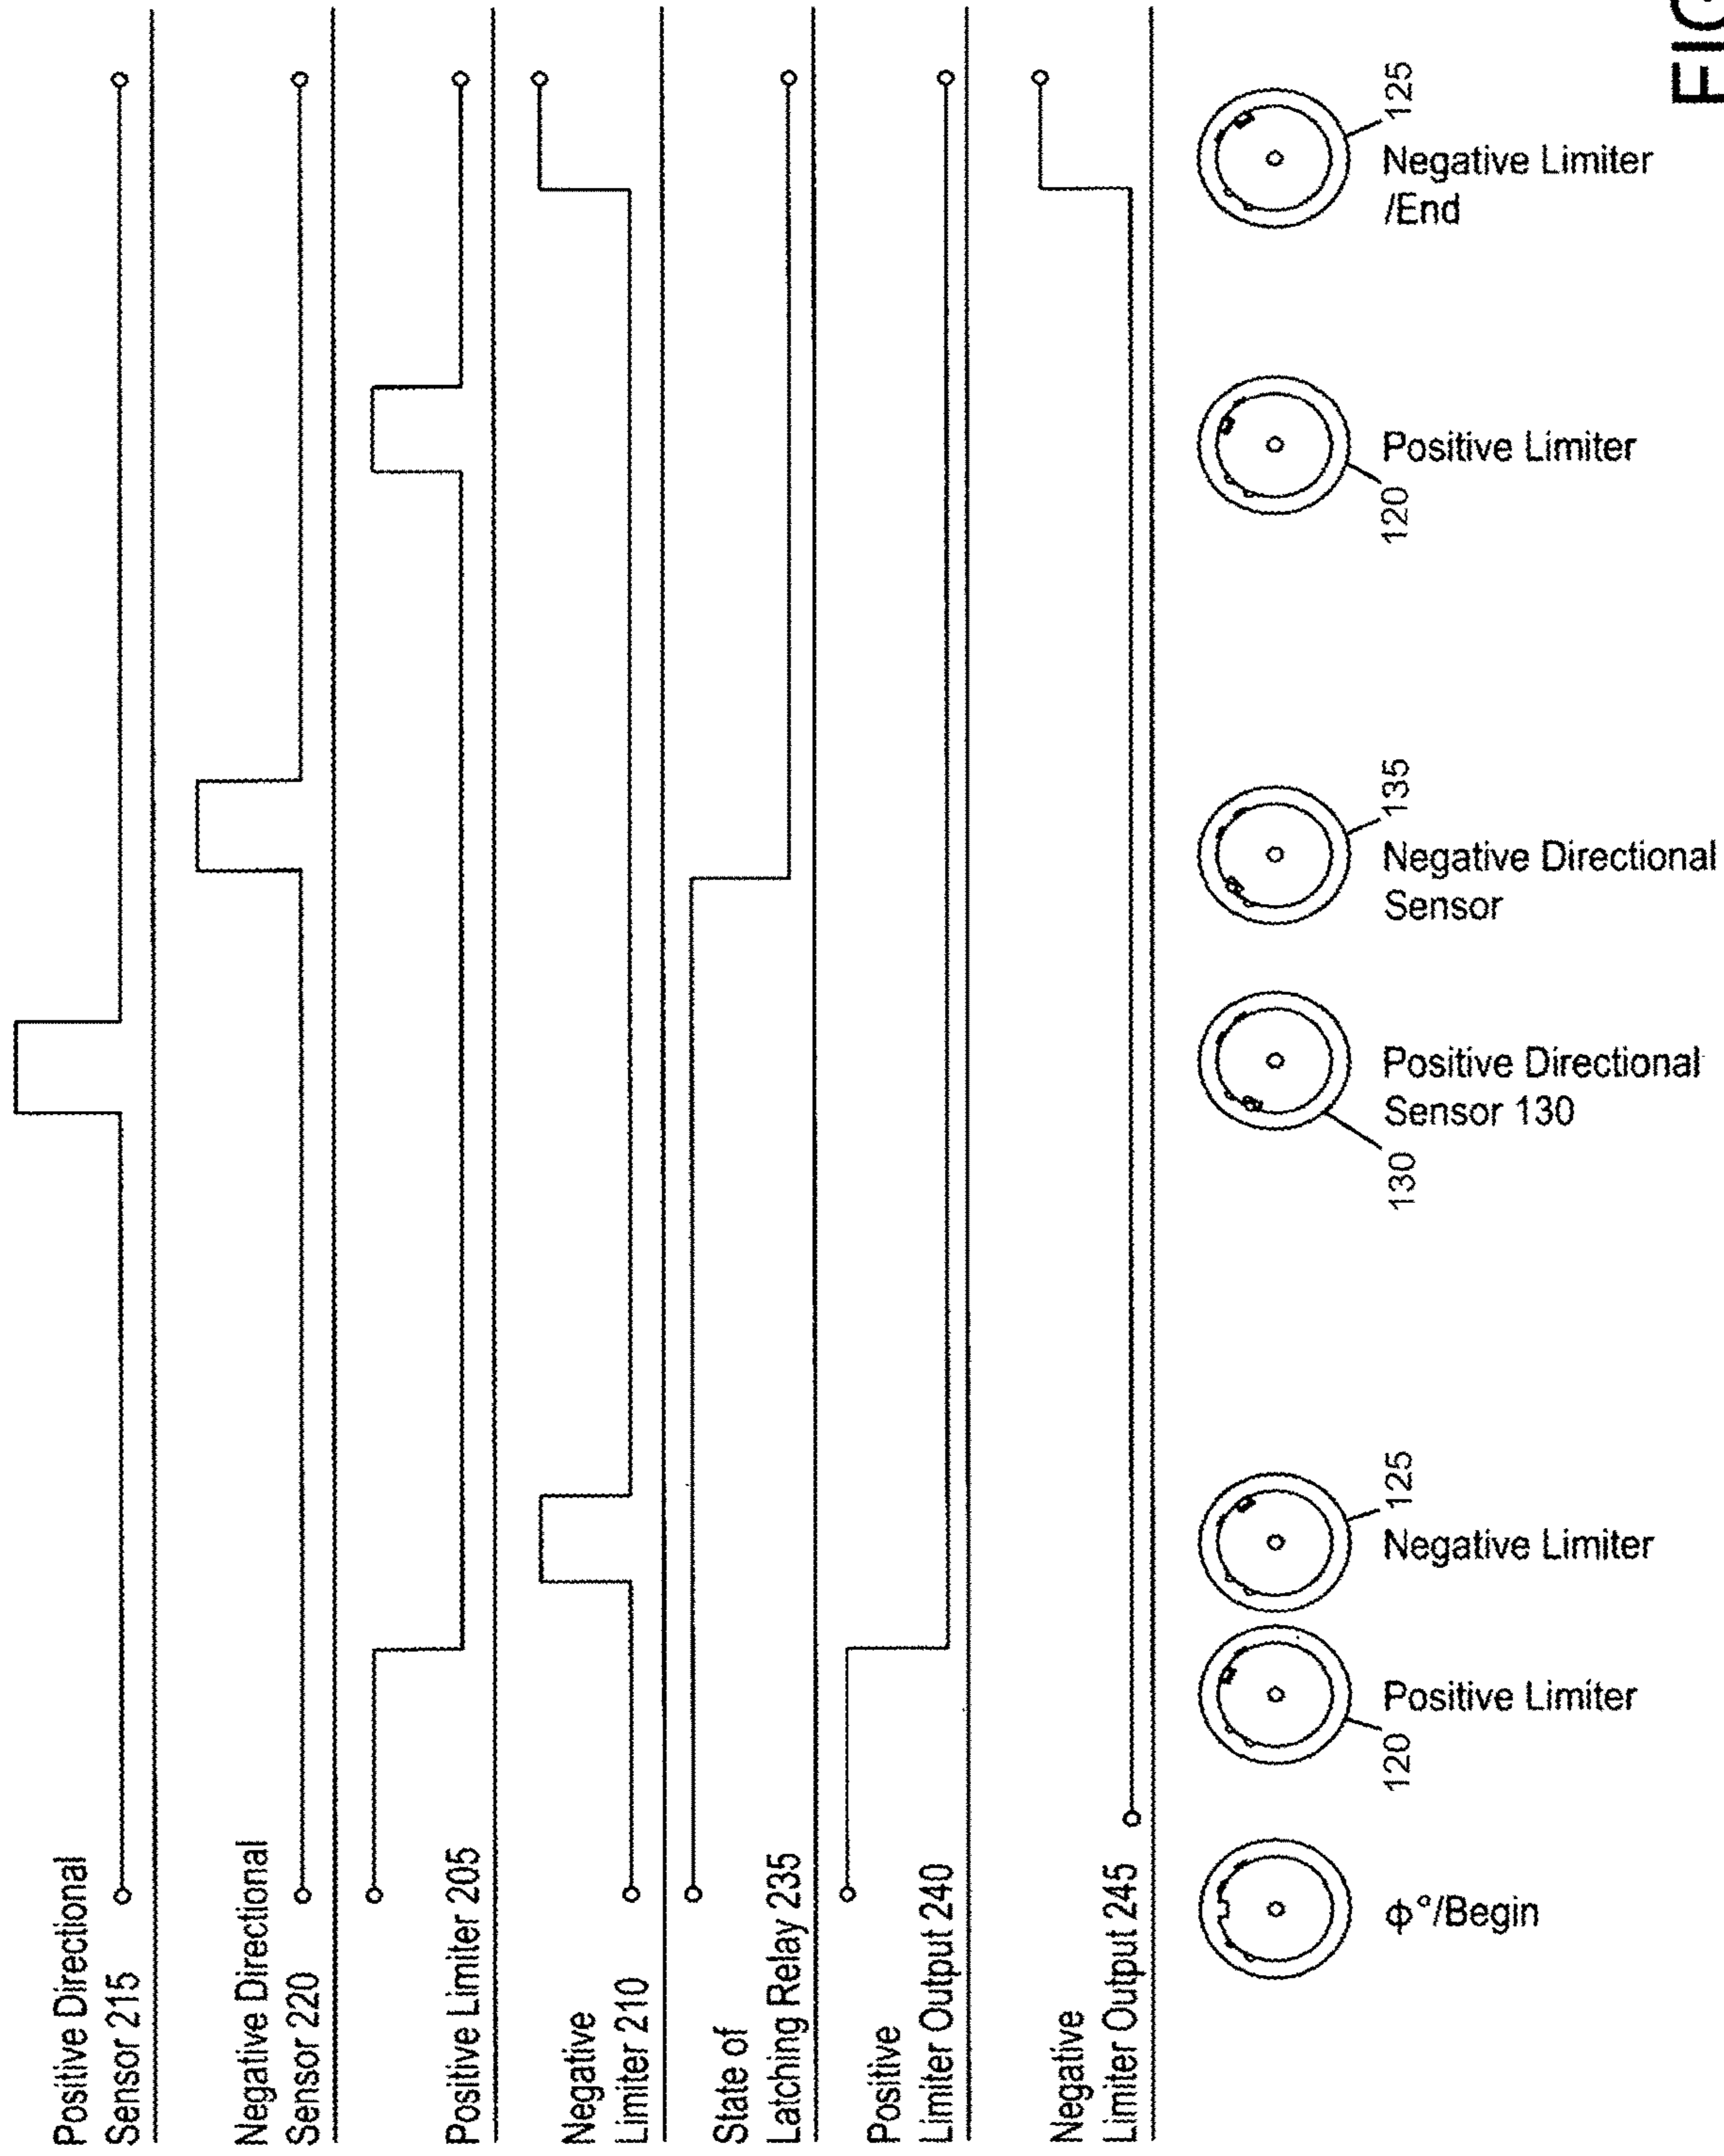 Positive Directional
Sensor 215
Negative Directional
Sensor 220
Positive Limiter 205
Negative
Limiter 210
State of
Latching Relay 235
Positive
Limiter Output 240
Negative
Limiter Output 245
ϕ°/Begin
120
Positive Limiter
125
Negative Limiter
130
Positive Directional
Sensor 130
135
Negative Directional
Sensor
120
Positive Limiter
125
Negative Limiter
/End